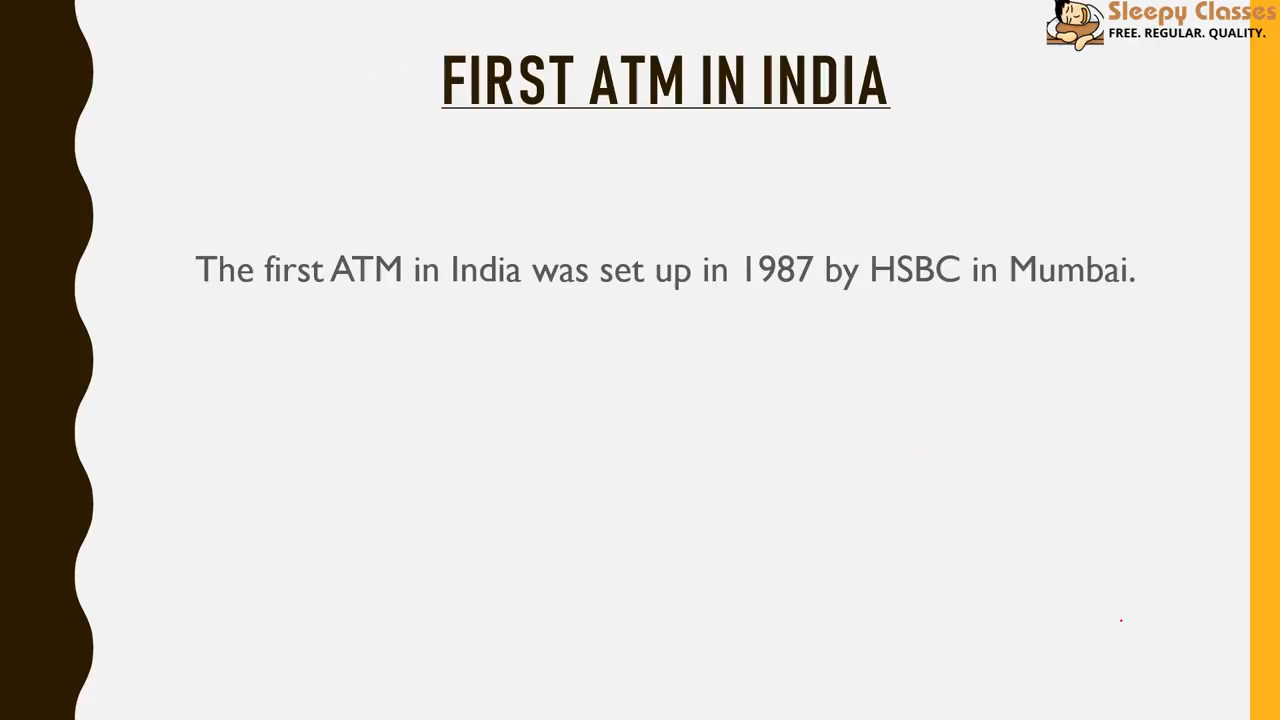 Sleepy Classes
FREE. REGULAR. QUALITY.
FIRST ATM IN INDIA
The first ATM in India was set up in 1987 by HSBC in Mumbai.